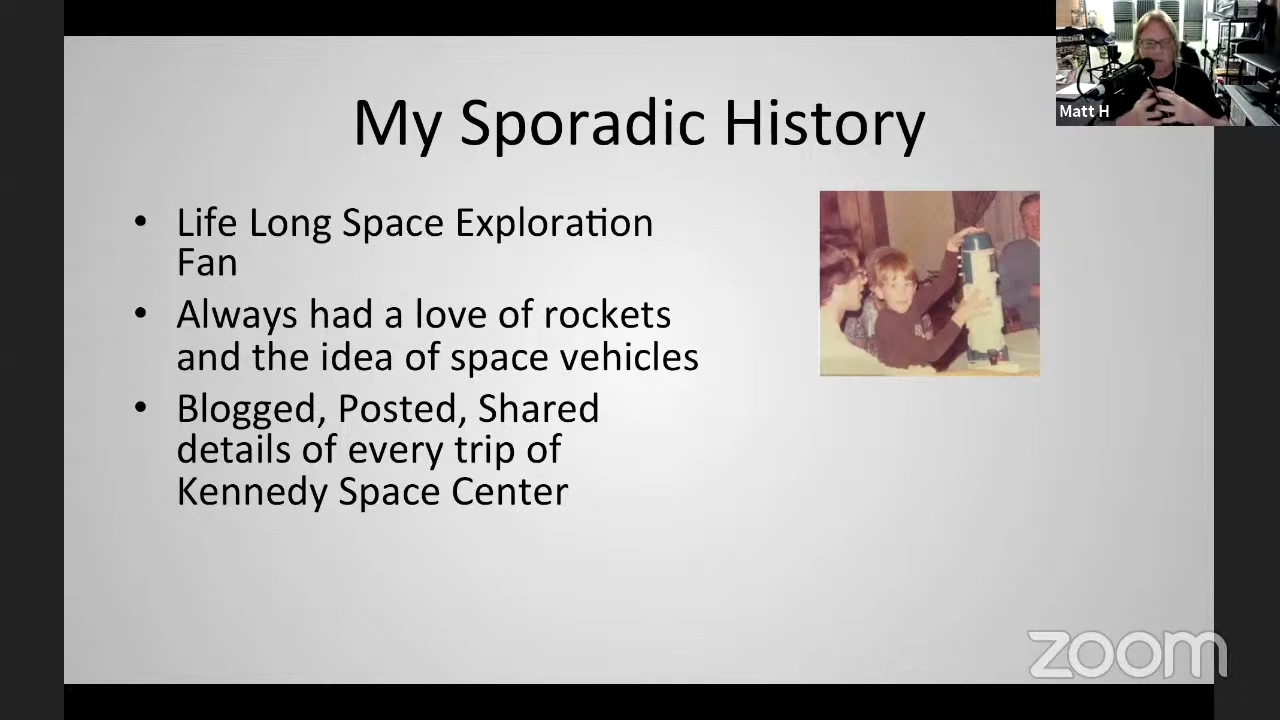 My Sporadic History
Matt H
• Life Long Space Exploration
Fan
• Always had a love of rockets
and the idea of space vehicles
• Blogged, Posted, Shared
details of every trip of
Kennedy Space Center
zoom